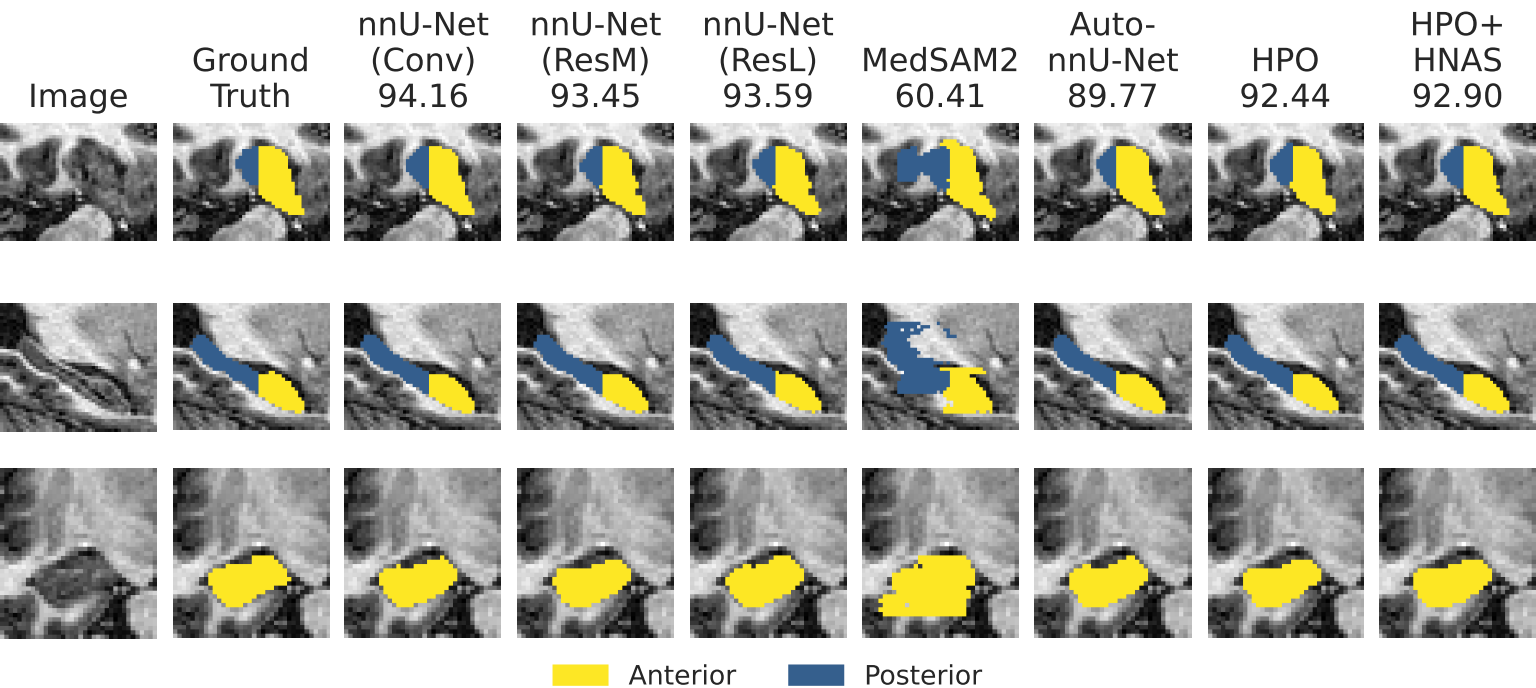 Image
Ground
Truth
nnU-Net
(Conv)
94.16
nnU-Net
(ResM)
93.45
nnU-Net
(ResL)
93.59
MedSAM2
60.41
Auto-
nnU-Net
89.77
HPO
92.44
HPO+
HNAS
92.90
Anterior
Posterior